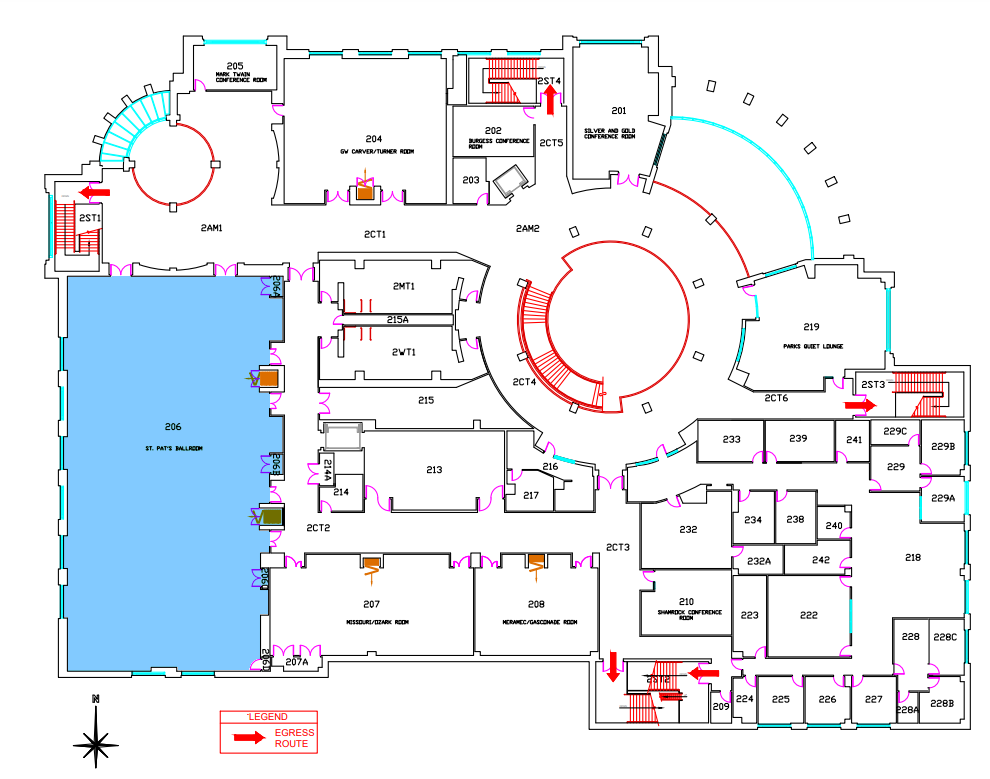 205
MARK TWAIN
CONFERENCE ROOM
204
GW CARVER/TURNER ROOM
202
BURGESS CONFERENCE
ROOM
203
2ST4
2CT5
201
SILVER AND GOLD
CONFERENCE ROOM
2ST1
2AM1
2CT1
2AM2
206A
2MT1
215A
2WT1
215
2CT4
219
PARKS QUIET LOUNGE
2ST3
2CT6
206
ST. PAT'S BALLROOM
206B
214A
214
213
216
217
233
239
241
229C
229B
229
229A
2CT2
2CT3
232
234
238
240
232A
242
218
206C
207
MISSOURI/OZARK ROOM
208
MERAMEC/GASCONADE ROOM
210
SHAMROCK CONFERENCE
ROOM
223
222
228
228C
206D
207A
2ST2
209
224
225
226
227
228A
228B
N
LEGEND
EGRESS
ROUTE